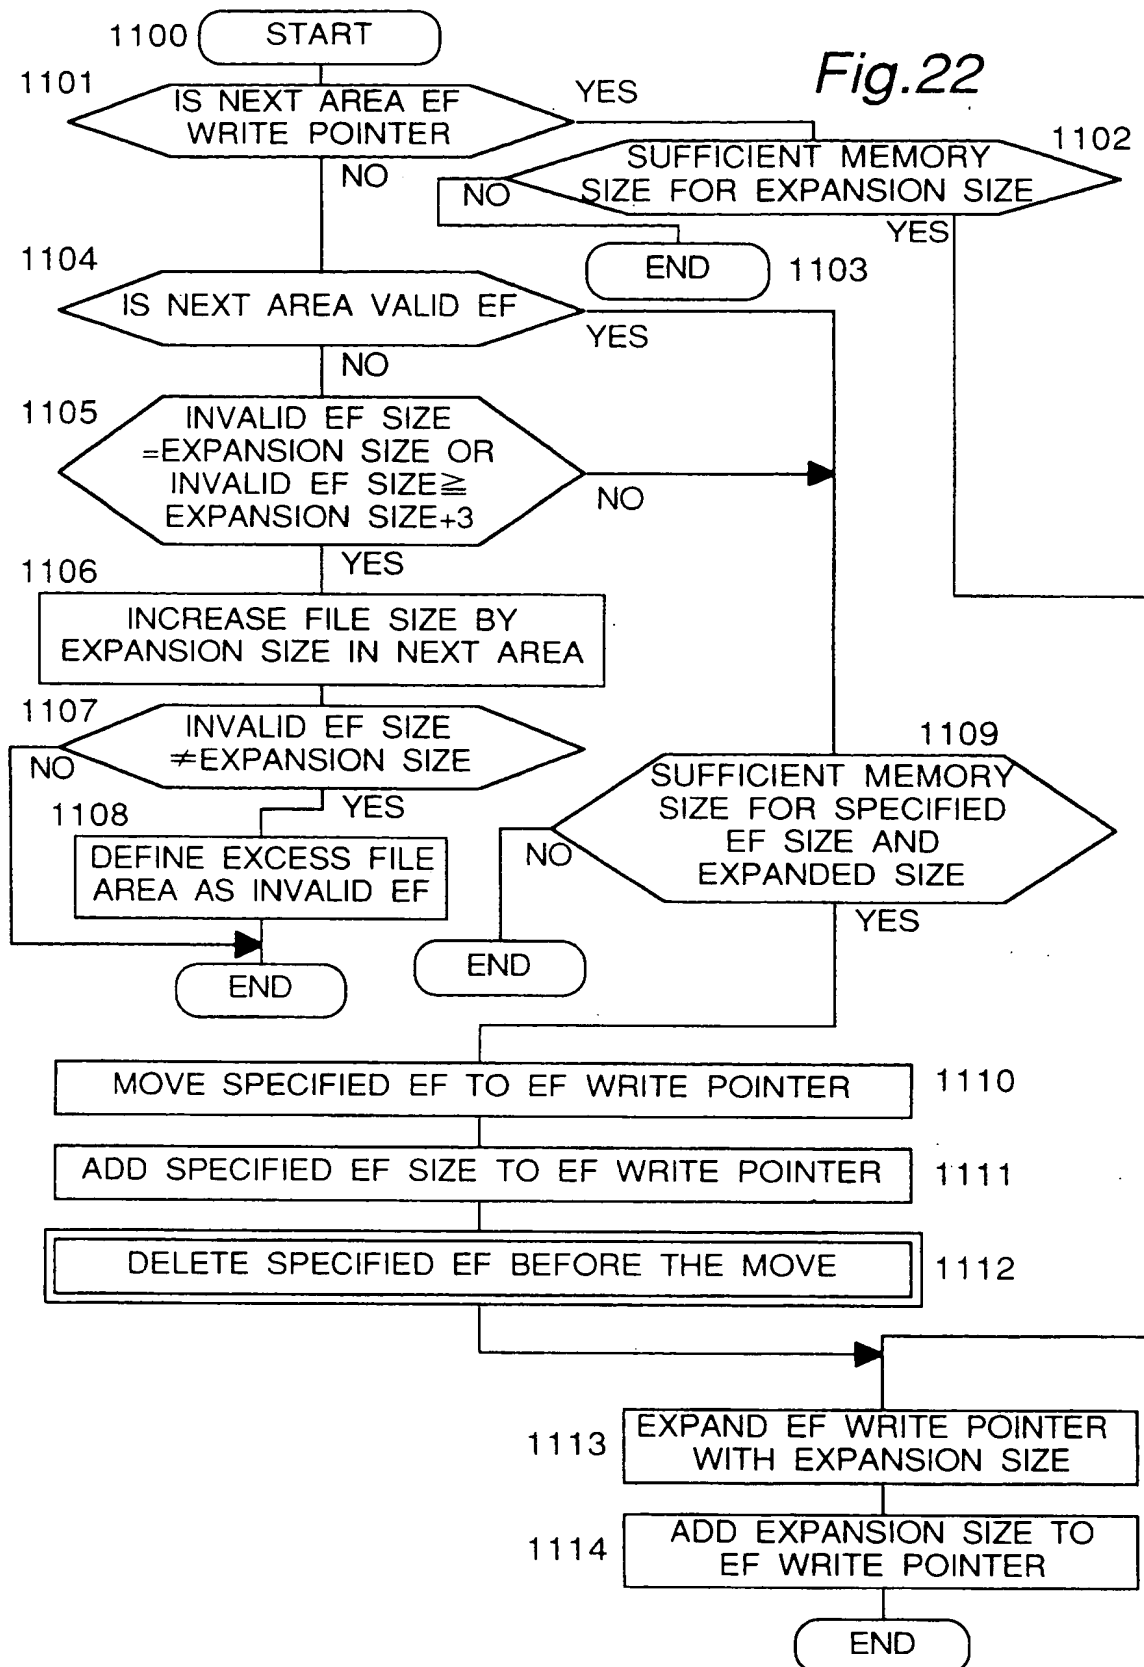 1100
START
Fig.22
1101
IS NEXT AREA EF
WRITE POINTER
YES
NO
1102
SUFFICIENT MEMORY
SIZE FOR EXPANSION SIZE
NO
YES
END
1103
1104
IS NEXT AREA VALID EF
YES
NO
1105
INVALID EF SIZE
=EXPANSION SIZE OR
INVALID EF SIZE≧
EXPANSION SIZE+3
NO
YES
1106
INCREASE FILE SIZE BY
EXPANSION SIZE IN NEXT AREA
1107
INVALID EF SIZE
≠EXPANSION SIZE
NO
YES
1108
DEFINE EXCESS FILE
AREA AS INVALID EF
END
1109
SUFFICIENT MEMORY
SIZE FOR SPECIFIED
EF SIZE AND
EXPANDED SIZE
NO
YES
END
MOVE SPECIFIED EF TO EF WRITE POINTER
1110
ADD SPECIFIED EF SIZE TO EF WRITE POINTER
1111
DELETE SPECIFIED EF BEFORE THE MOVE
1112
1113
EXPAND EF WRITE POINTER
WITH EXPANSION SIZE
1114
ADD EXPANSION SIZE TO
EF WRITE POINTER
END